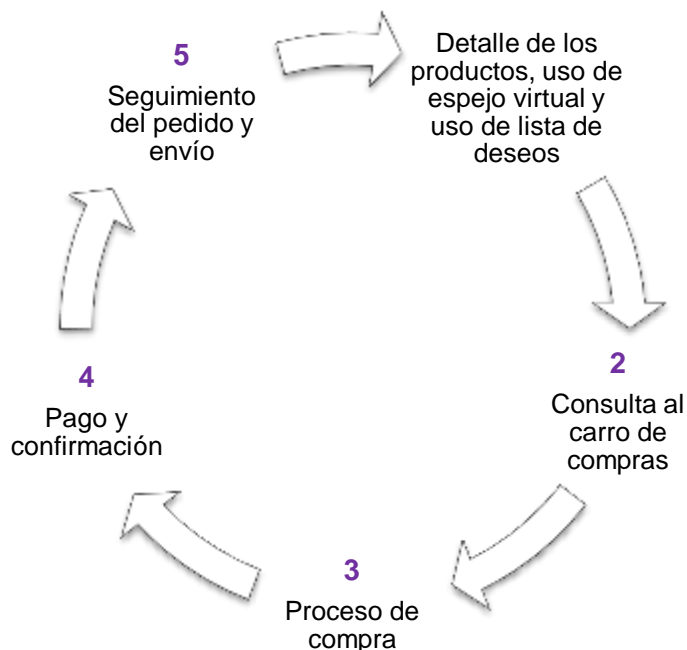 Detalle de los
productos, uso de
espejo virtual y
uso de lista de
deseos
2
Consulta al
carro de
compras
3
Proceso de
compra
4
Pago y
confirmación
5
Seguimiento
del pedido y
envío